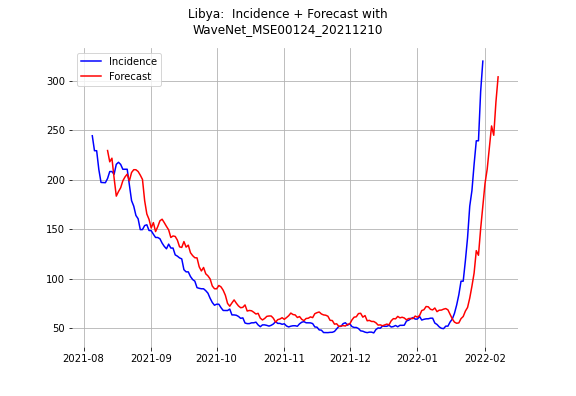 Libya:  Incidence + Forecast with
WaveNet_MSE00124_20211210
Incidence
Forecast
300
250
200
150
100
50
2021-08 2021-09 2021-10 2021-11 2021-12 2022-01 2022-02